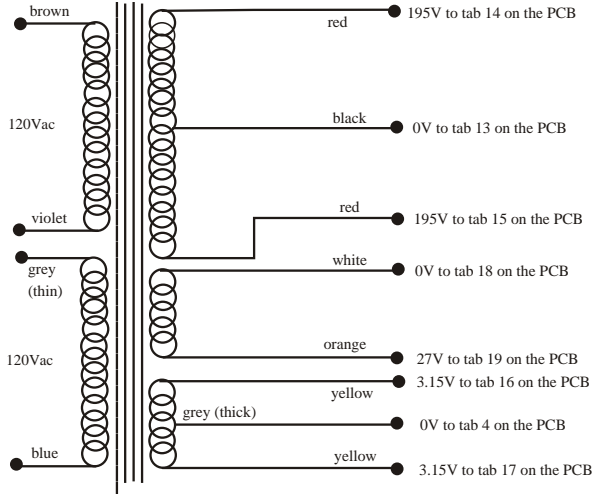 brown
120Vac
violet
grey
(thin)
120Vac
blue
red
195V to tab 14 on the PCB
black
0V to tab 13 on the PCB
red
195V to tab 15 on the PCB
white
0V to tab 18 on the PCB
orange
27V to tab 19 on the PCB
3.15V to tab 16 on the PCB
yellow
grey (thick)
0V to tab 4 on the PCB
yellow
3.15V to tab 17 on the PCB